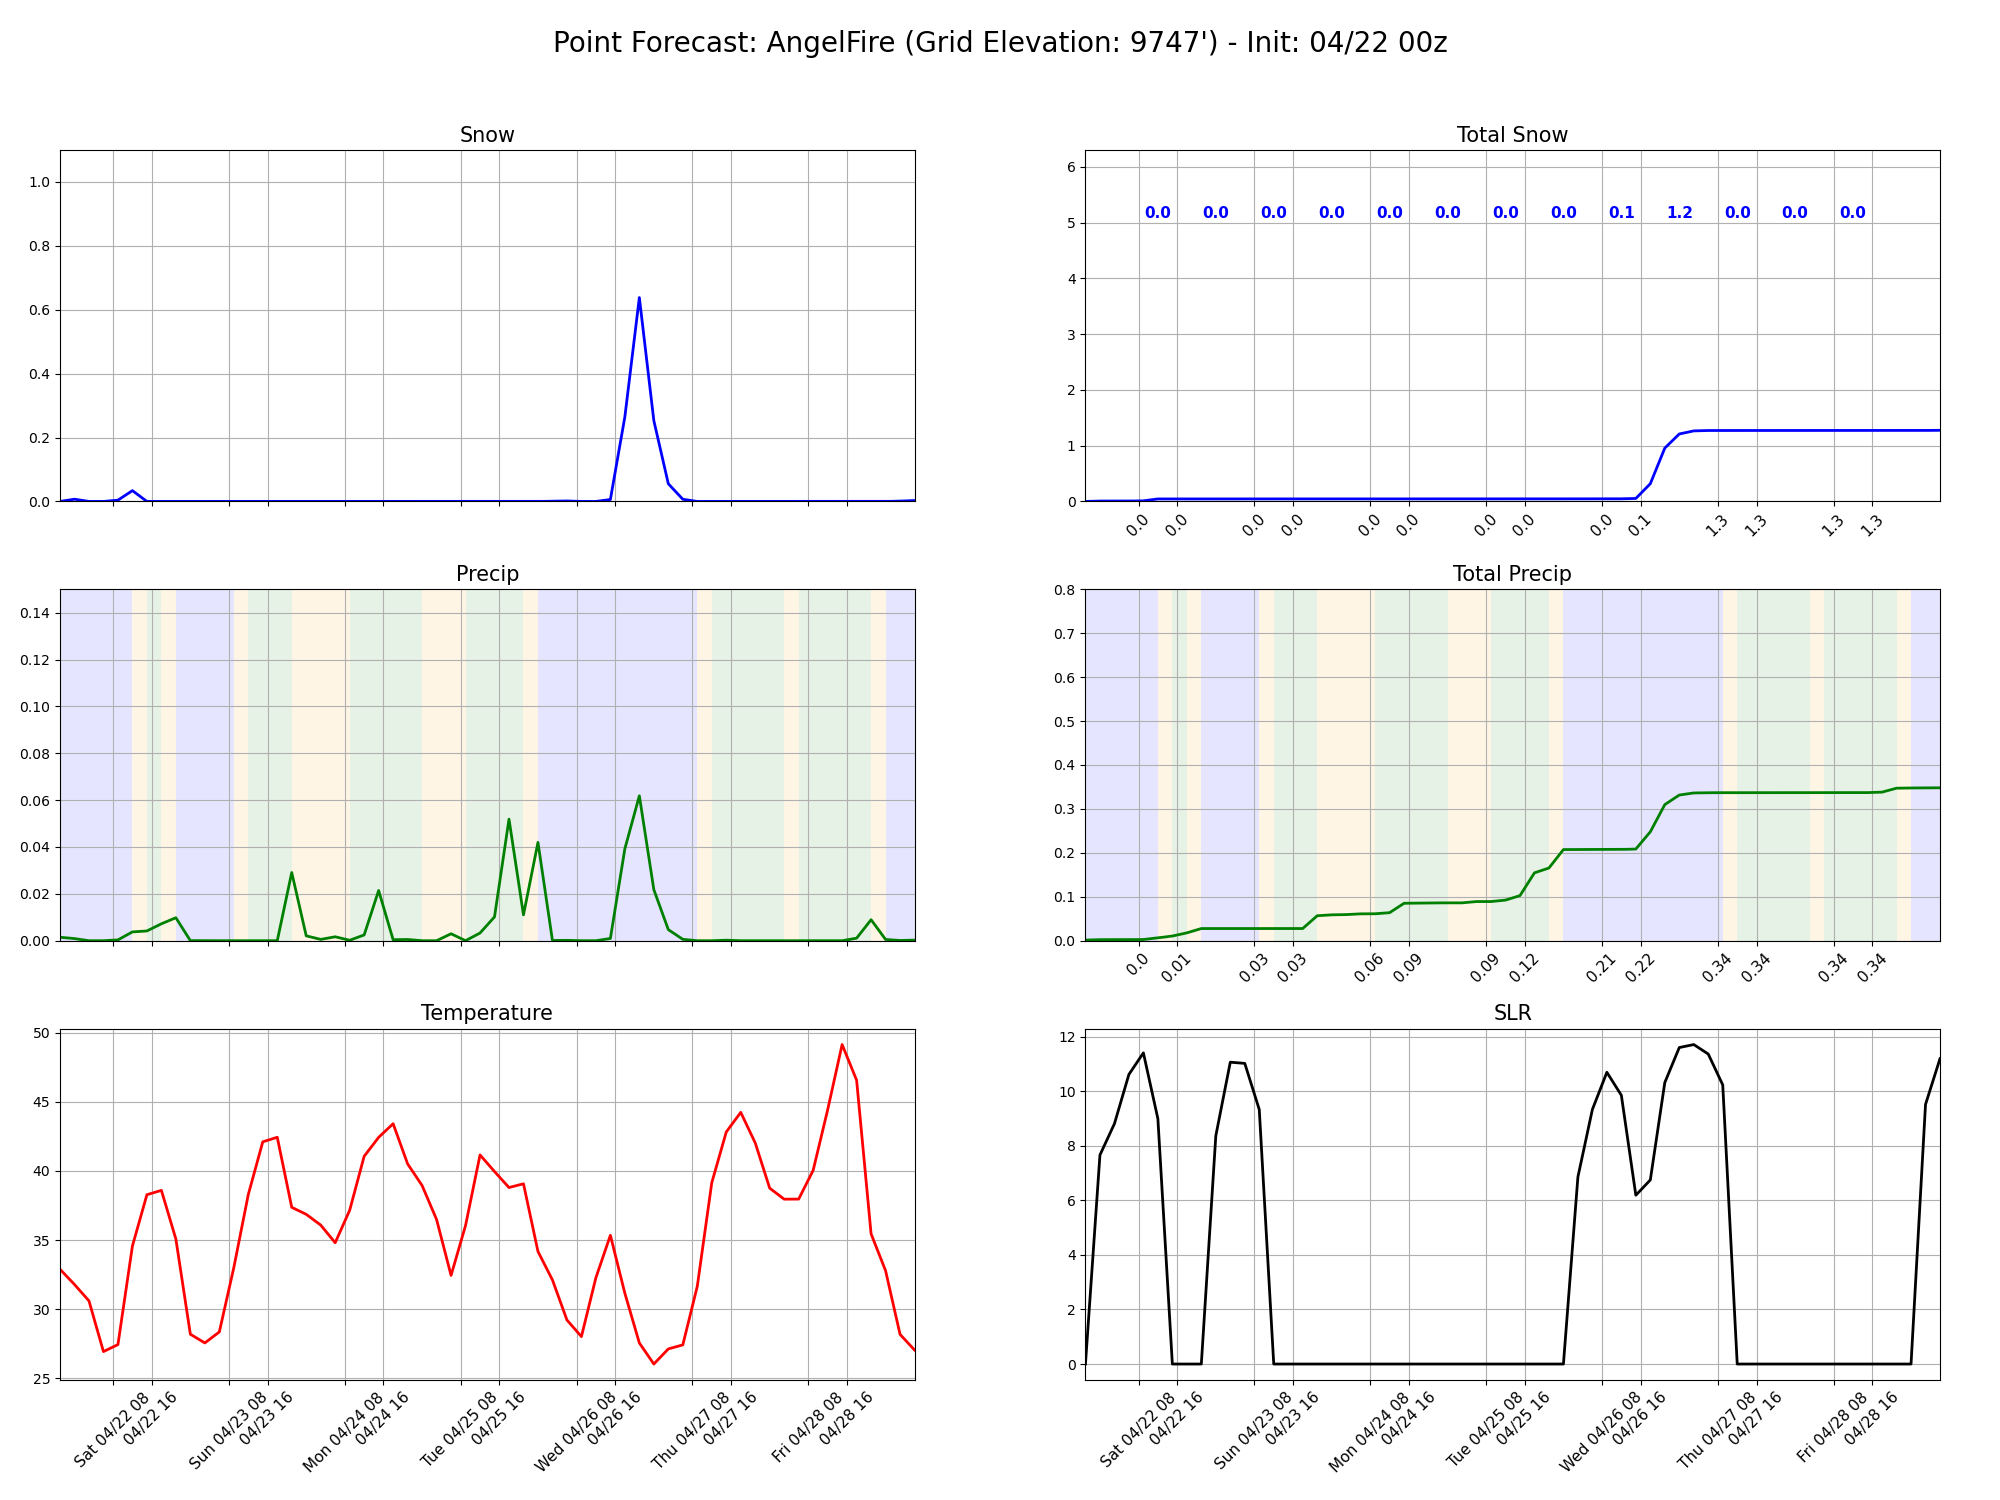 Point Forecast: AngelFire (Grid Elevation: 9747') - Init: 04/22 00z
Snow
1.0
0.8
0.6
0.4
0.2
0.0
Total Snow
6
5
4
3
2
1
0
0.0 0.0 0.0 0.0 0.0 0.0 0.0 0.0 0.1 1.2 0.0 0.0 0.0
0.0 0.0 0.0 0.0 0.0 0.0 0.0 0.0 0.0 0.1 1.3 1.3 1.3 1.3
Precip
0.14
0.12
0.10
0.08
0.06
0.04
0.02
0.00
Total Precip
0.8
0.7
0.6
0.5
0.4
0.3
0.2
0.1
0.0
0.0 0.01 0.03 0.03 0.06 0.09 0.09 0.12 0.21 0.22 0.34 0.34 0.34 0.34
Temperature
50
45
40
35
30
25
Sat 04/22 08
04/22 16
Sun 04/23 08
04/23 16
Mon 04/24 08
04/24 16
Tue 04/25 08
04/25 16
Wed 04/26 08
04/26 16
Thu 04/27 08
04/27 16
Fri 04/28 08
04/28 16
SLR
12
10
8
6
4
2
0
Sat 04/22 08
04/22 16
Sun 04/23 08
04/23 16
Mon 04/24 08
04/24 16
Tue 04/25 08
04/25 16
Wed 04/26 08
04/26 16
Thu 04/27 08
04/27 16
Fri 04/28 08
04/28 16